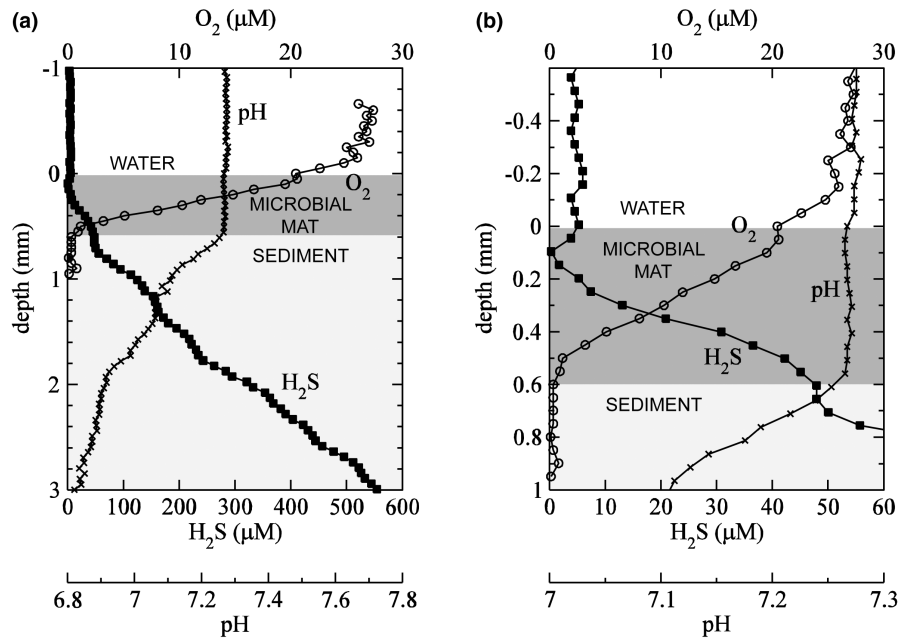 (a)
O2 (µM)
0 10 20 30
-1
0
1
2
3
depth (mm)
pH
WATER
O2
MICROBIAL
MAT
SEDIMENT
H2S
0 100 200 300 400 500 600
H2S (µM)
6.8 7 7.2 7.4 7.6 7.8
pH
(b)
O2 (µM)
0 10 20 30
-0.4
-0.2
0
0.2
0.4
0.6
0.8
1
depth (mm)
WATER
O2
MICROBIAL
MAT
pH
H2S
SEDIMENT
0 10 20 30 40 50 60
H2S (µM)
7 7.1 7.2 7.3
pH